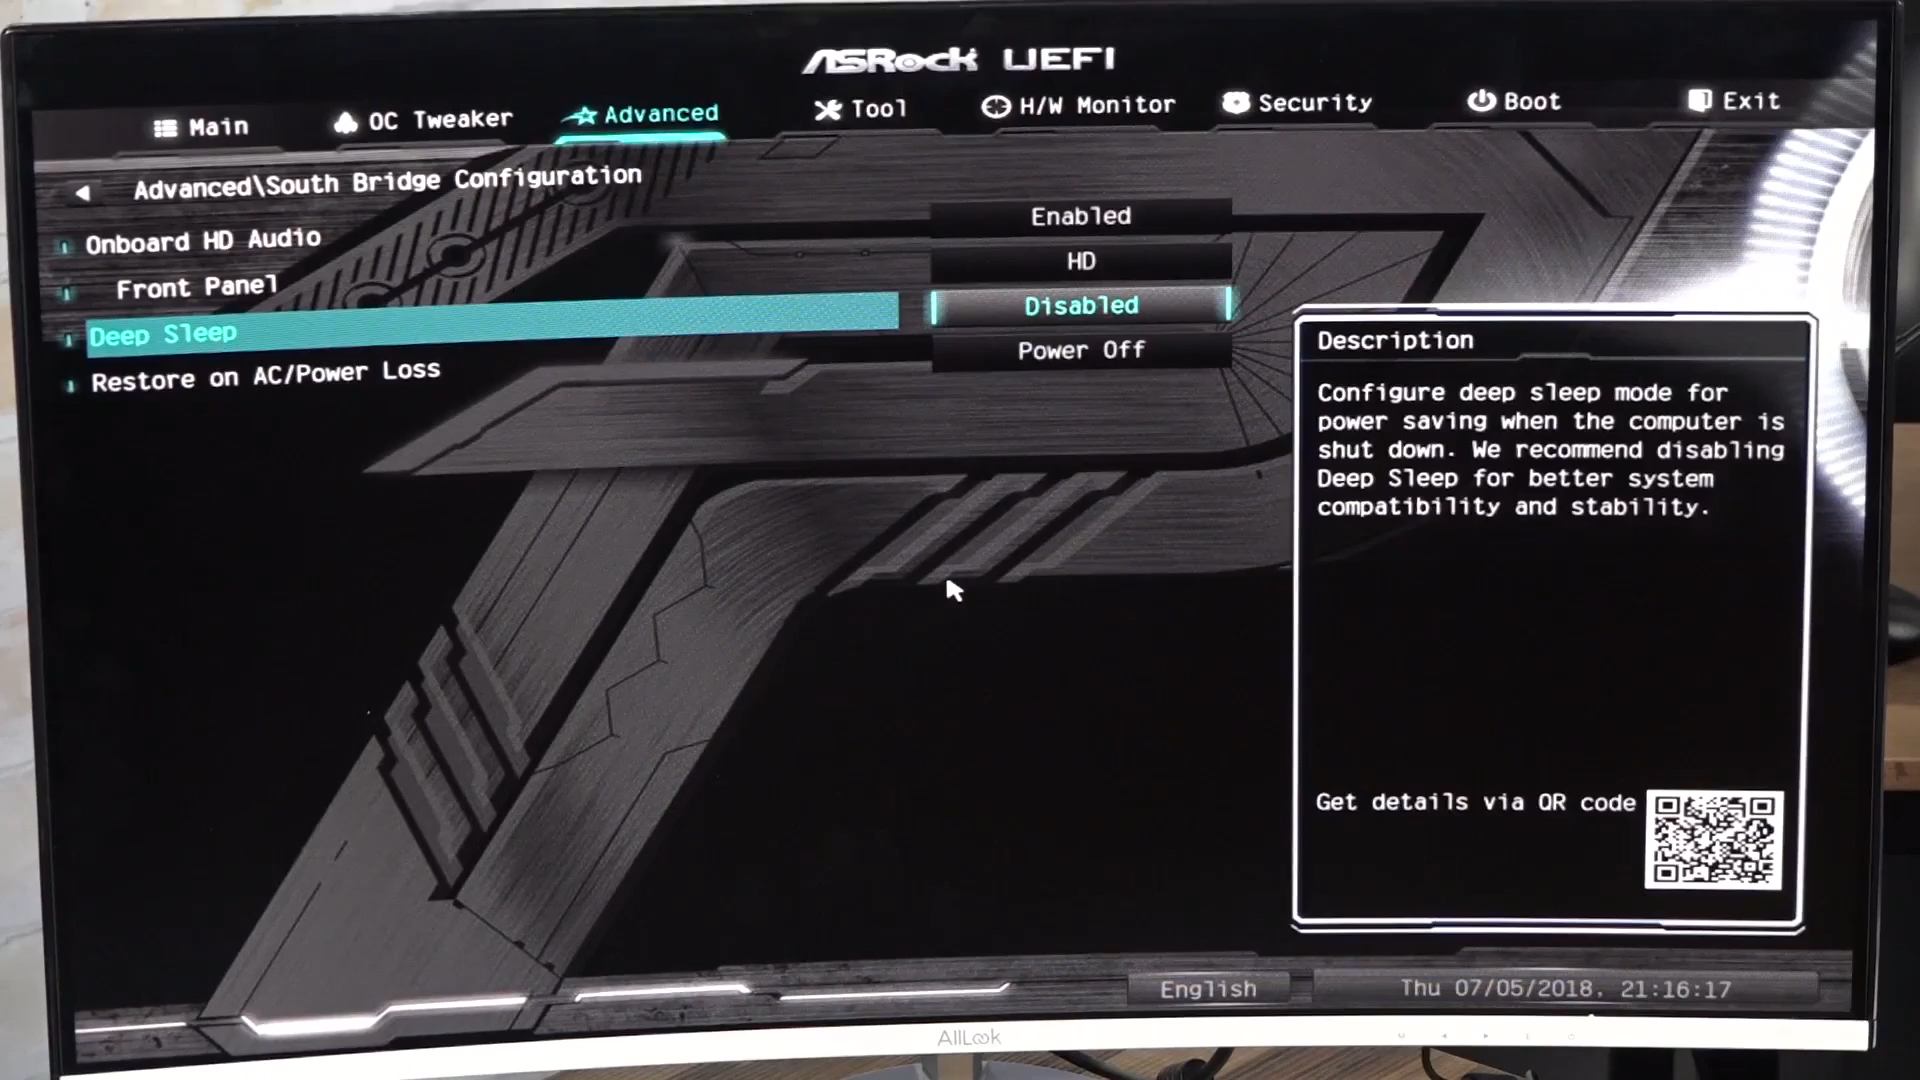 ASRock UEFI
Main OC Tweaker Advanced Tool H/W Monitor Security Boot Exit
Advanced\South Bridge Configuration
Onboard HD Audio Enabled
Front Panel HD
Deep Sleep Disabled
Restore on AC/Power Loss Power Off
Description
Configure deep sleep mode for
power saving when the computer is
shut down. We recommend disabling
Deep Sleep for better system
compatibility and stability.
Get details via QR code
English Thu 07/05/2018, 21:16:17
AllLook